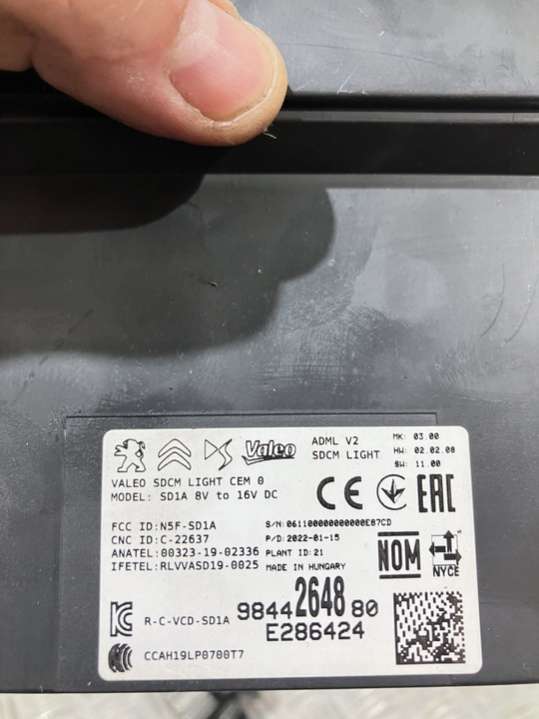 Valeo
ADML V2
SDCM LIGHT
MK: 03.00
HW: 02.02.08
SW: 11.00
VALEO SDCM LIGHT CEM 0
MODEL: SD1A 8V to 16V DC
CE
EAC
FCC ID:N5F-SD1A
CNC ID:C-22637
ANATEL:00323-19-02336
IFETEL:RLVVASD19-0825
S/N:061100000000000E87CD
P/D:2022-01-15
PLANT ID:21
MADE IN HUNGARY
NOM
NYCE
R-C-VCD-SD1A
9844264880
E286424
CCAH19LP0700T7